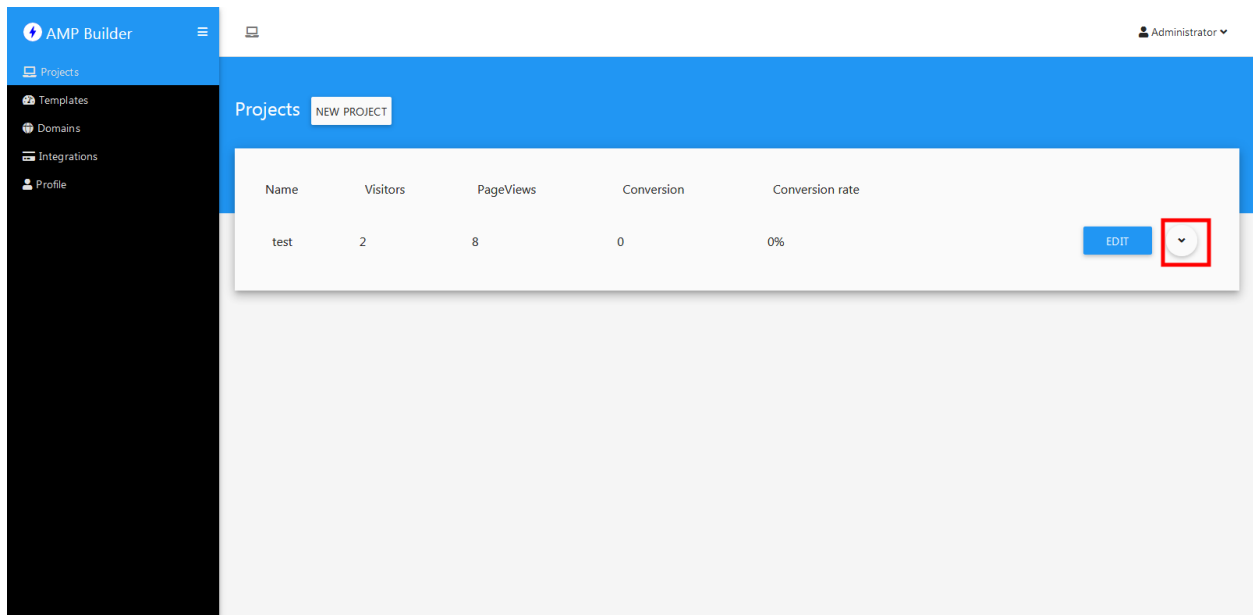 AMP Builder
Administrator
Projects
Templates
Domains
Integrations
Profile
Projects NEW PROJECT
Name Visitors PageViews Conversion Conversion rate
test 2 8 0 0% EDIT